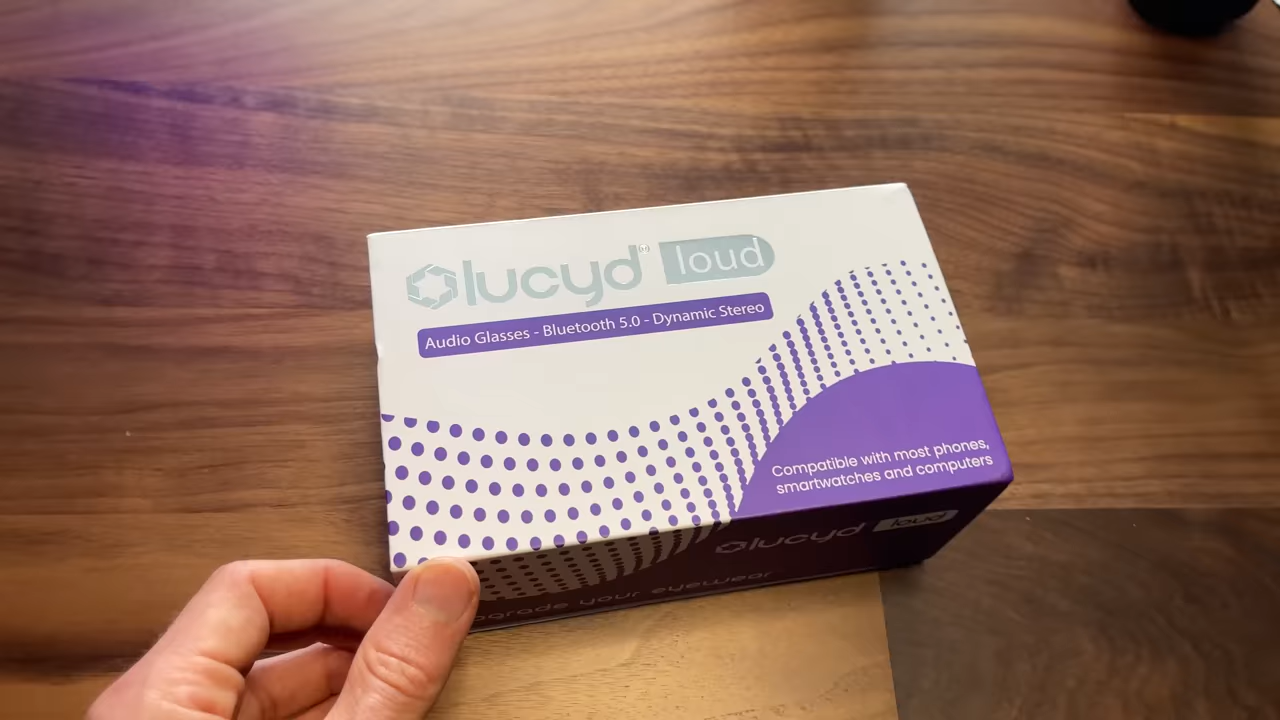 lucyd® loud
Audio Glasses - Bluetooth 5.0 - Dynamic Stereo
Compatible with most phones,
smartwatches and computers
lucyd loud
your eyewear